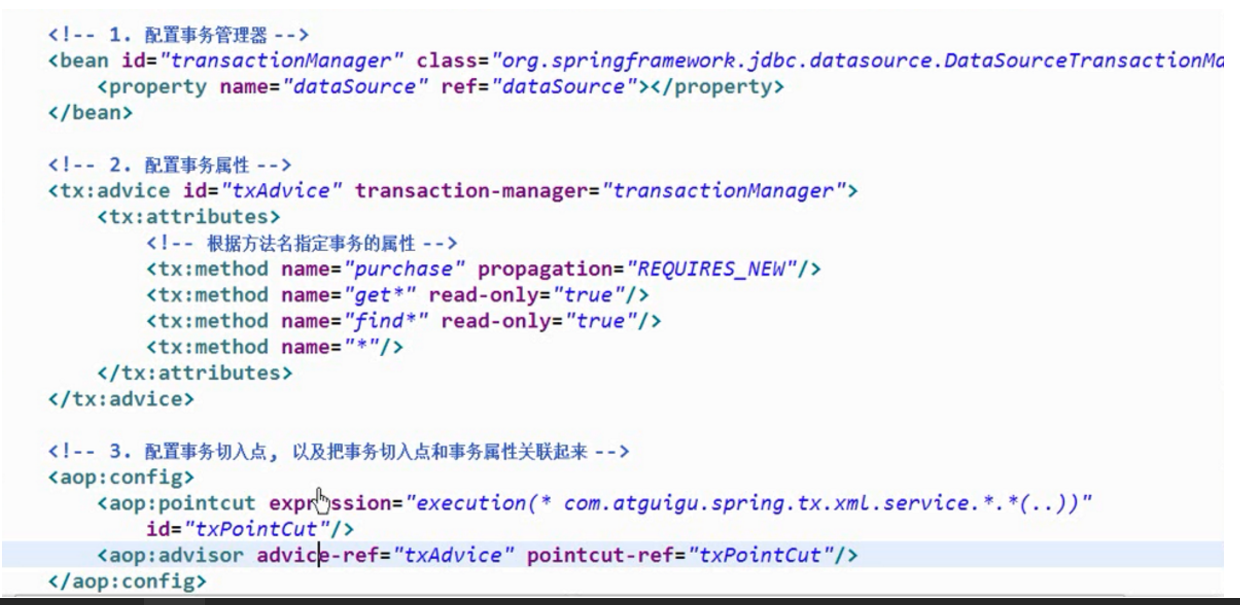 <!-- 1. 配置事务管理器 -->
<bean id="transactionManager" class="org.springframework.jdbc.datasource.DataSourceTransactionMa
<property name="dataSource" ref="dataSource"></property>
</bean>
<!-- 2. 配置事务属性 -->
<tx:advice id="txAdvice" transaction-manager="transactionManager">
<tx:attributes>
<!-- 根据方法名指定事务的属性 -->
<tx:method name="purchase" propagation="REQUIRES_NEW"/>
<tx:method name="get*" read-only="true"/>
<tx:method name="find*" read-only="true"/>
<tx:method name="*"/>
</tx:attributes>
</tx:advice>
<!-- 3. 配置事务切入点, 以及把事务切入点和事务属性关联起来 -->
<aop:config>
<aop:pointcut expression="execution(* com.atguigu.spring.tx.xml.service.*.*(..))"
id="txPointCut"/>
<aop:advisor advice-ref="txAdvice" pointcut-ref="txPointCut"/>
</aop:config>